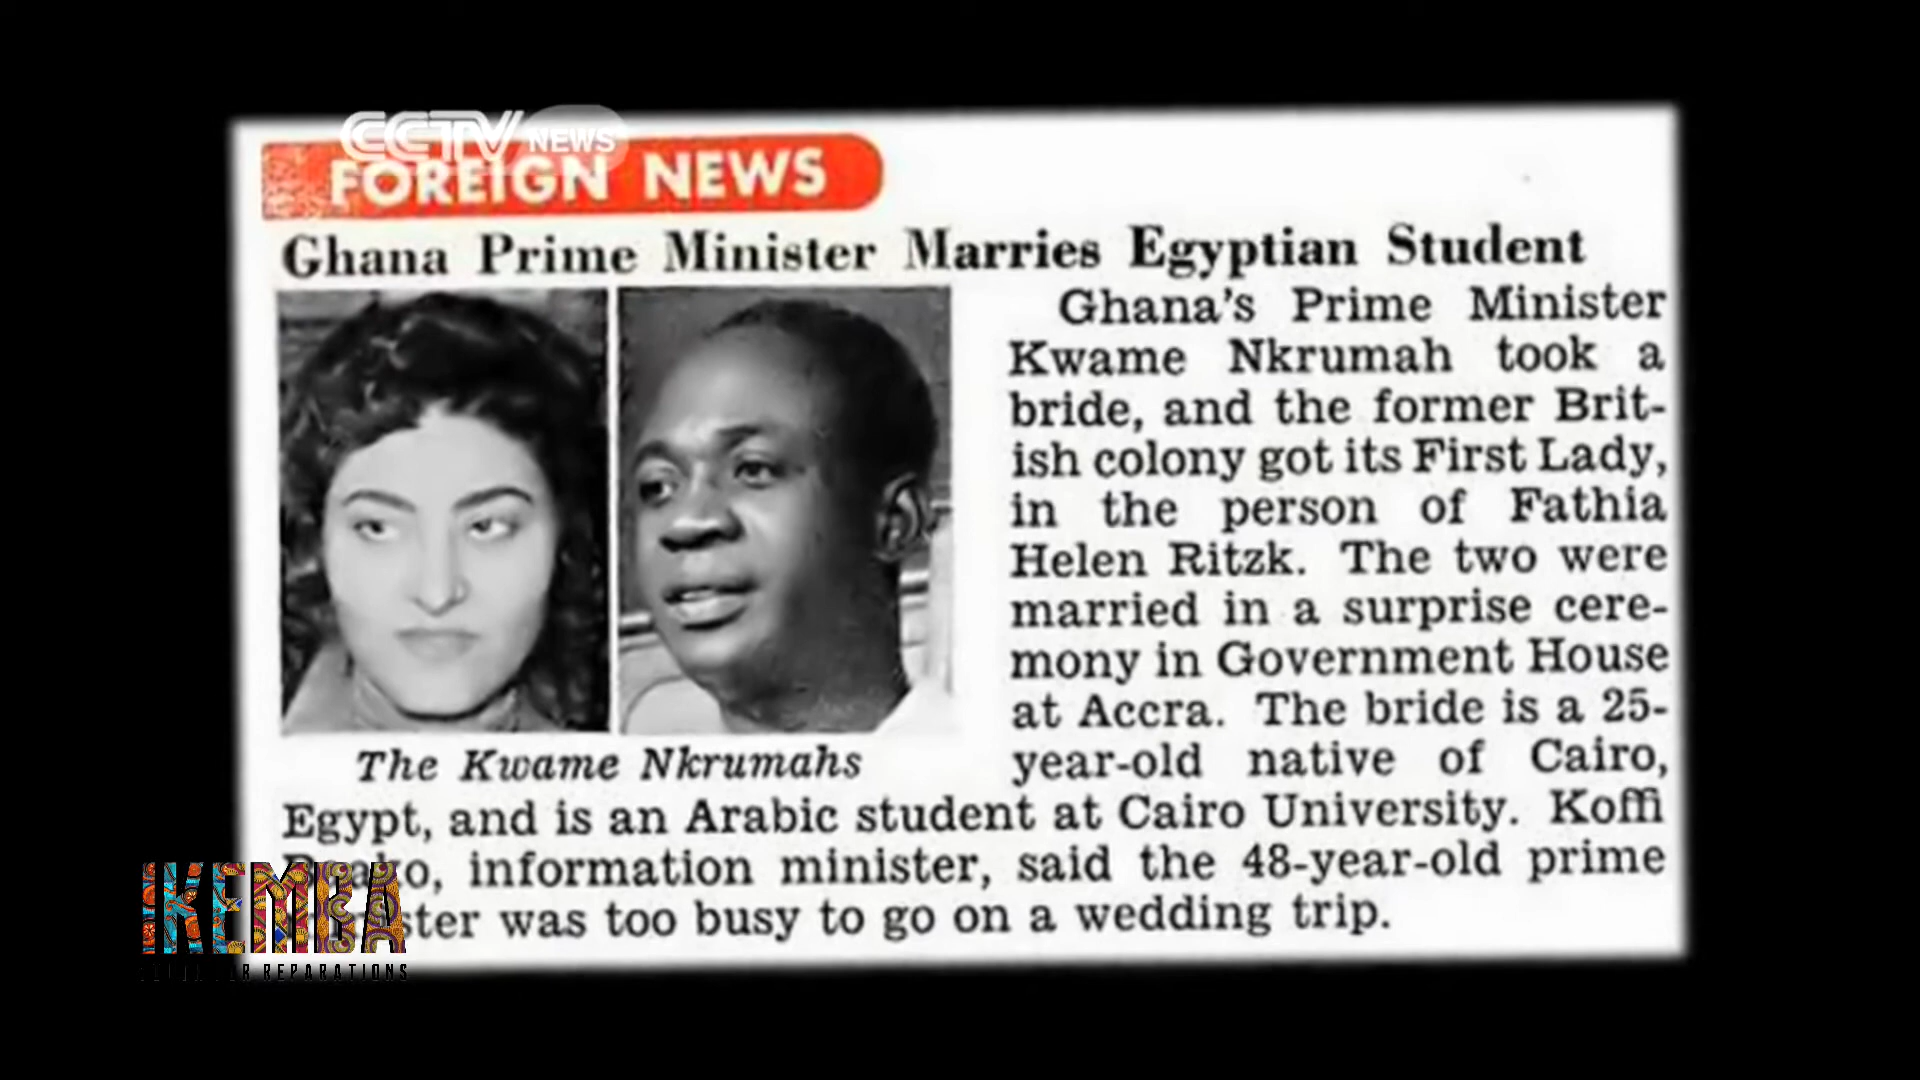 CCTV NEWS
FOREIGN NEWS
Ghana Prime Minister Marries Egyptian Student
Ghana's Prime Minister
Kwame Nkrumah took a
bride, and the former Brit-
ish colony got its First Lady,
in the person of Fathia
Helen Ritzk. The two were
married in a surprise cere-
mony in Government House
at Accra. The bride is a 25-
year-old native of Cairo,
The Kwame Nkrumahs
Egypt, and is an Arabic student at Cairo University. Koffi
information minister, said the 48-year-old prime
was too busy to go on a wedding trip.
IKEMBA
REPARATIONS